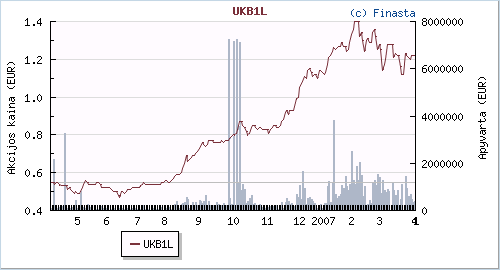 UKB1L
(c) Finasta
Akcijos kaina (EUR)
1.4
1.2
1.0
0.8
0.6
0.4
8000000
6000000
4000000
2000000
0
Apyvarta (EUR)
5 6 7 8 9 10 11 12 2007 2 3 4
UKB1L